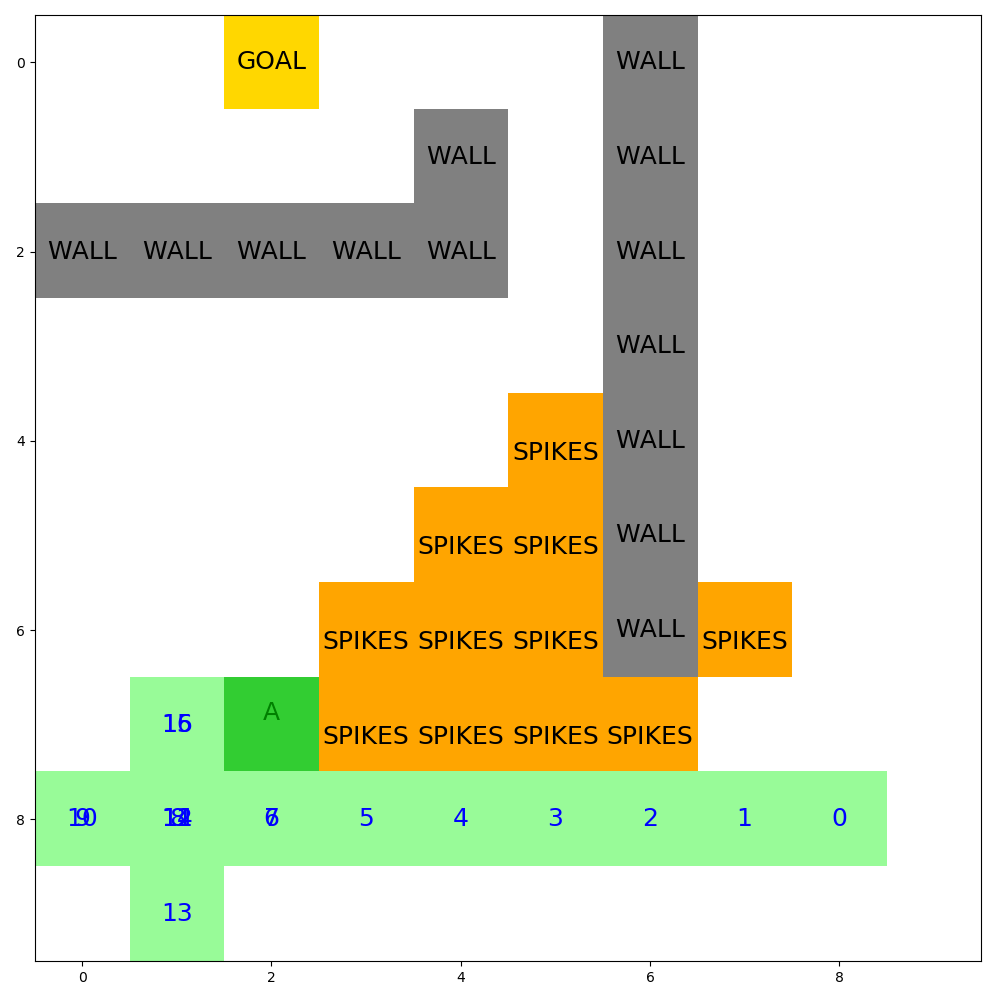 GOAL WALL
0
WALL WALL
WALL WALL WALL WALL WALL WALL
2
WALL
SPIKES WALL
4
SPIKES SPIKES WALL
SPIKES SPIKES SPIKES WALL SPIKES
6
A
SPIKES SPIKES SPIKES SPIKES
8 5 4 3 2 1 0
13
0 2 4 6 8